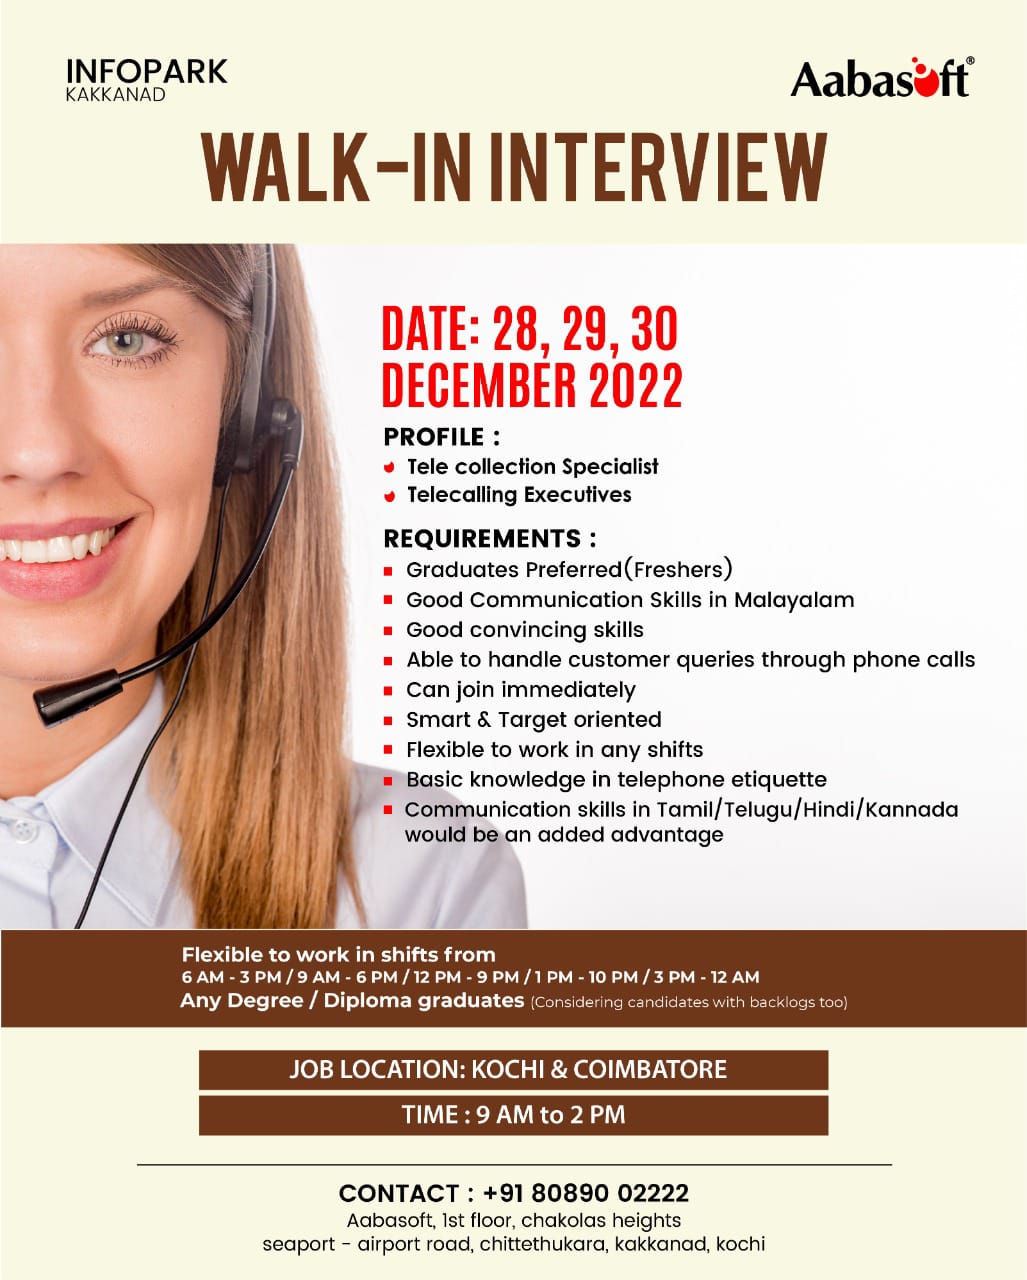 INFOPARK
KAKKANAD
Aabasoft®
WALK-IN INTERVIEW
DATE: 28, 29, 30
DECEMBER 2022
PROFILE :
Tele collection Specialist
Telecalling Executives
REQUIREMENTS :
Graduates Preferred(Freshers)
Good Communication Skills in Malayalam
Good convincing skills
Able to handle customer queries through phone calls
Can join immediately
Smart & Target oriented
Flexible to work in any shifts
Basic knowledge in telephone etiquette
Communication skills in Tamil/Telugu/Hindi/Kannada
would be an added advantage
Flexible to work in shifts from
6 AM - 3 PM / 9 AM - 6 PM / 12 PM - 9 PM / 1 PM - 10 PM / 3 PM - 12 AM
Any Degree / Diploma graduates (Considering candidates with backlogs too)
JOB LOCATION: KOCHI & COIMBATORE
TIME : 9 AM to 2 PM
CONTACT : +91 80890 02222
Aabasoft, 1st floor, chakolas heights
seaport - airport road, chittethukara, kakkanad, kochi